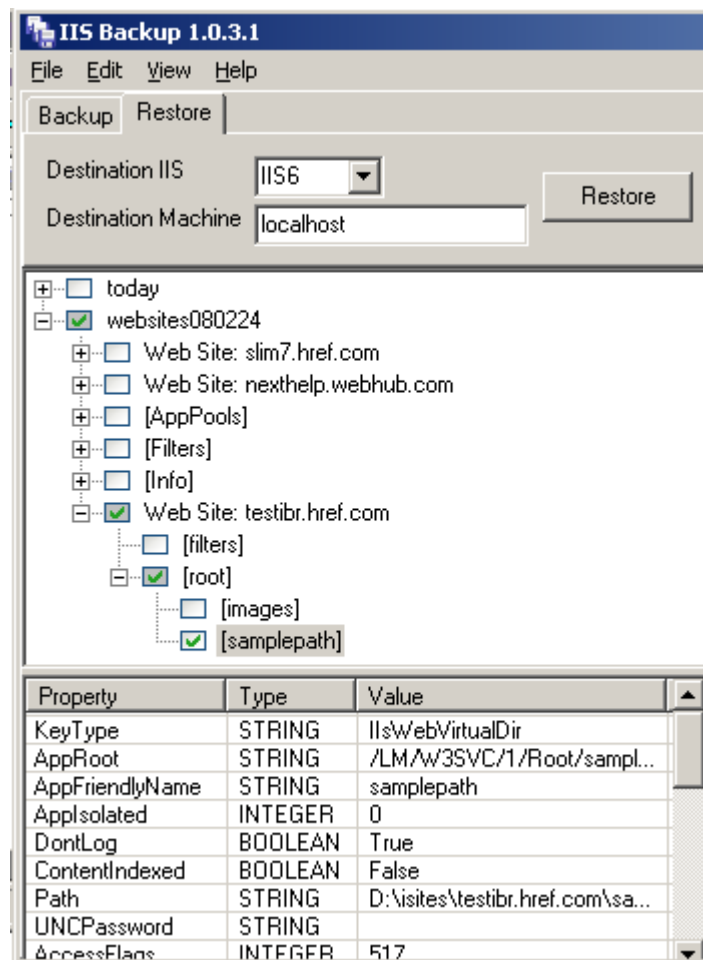 IIS Backup 1.0.3.1
File Edit View Help
Backup Restore
Destination IIS IIS6
Restore
Destination Machine localhost
today
websites080224
Web Site: slim7.href.com
Web Site: nexthelp.webhub.com
[AppPools]
[Filters]
[Info]
Web Site: testibr.href.com
[filters]
[root]
[images]
[samplepath]
Property Type Value
KeyType STRING IIsWebVirtualDir
AppRoot STRING /LM/W3SVC/1/Root/sampl...
AppFriendlyName STRING samplepath
AppIsolated INTEGER 0
DontLog BOOLEAN True
ContentIndexed BOOLEAN False
Path STRING D:\isites\testibr.href.com\sa...
UNCPassword STRING
AccessFlags INTEGER 517